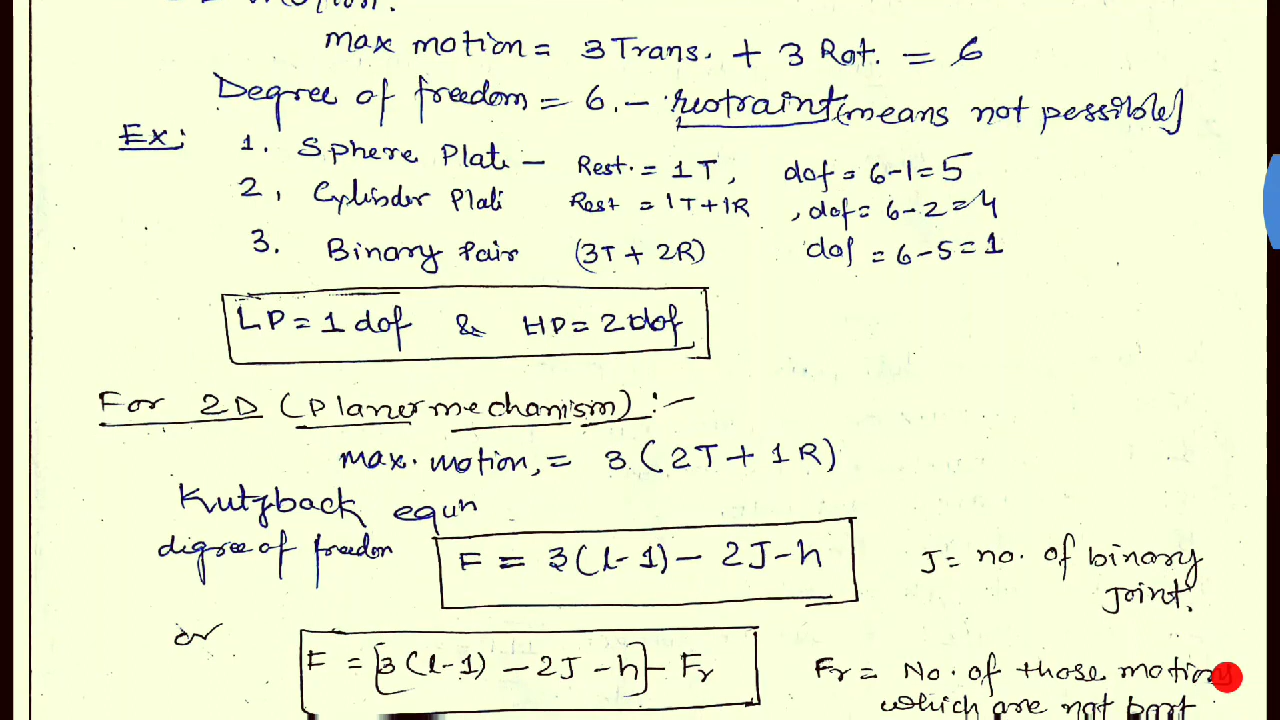 max motion = 3 Trans. + 3 Rot. = 6
Degree of freedom = 6 - restraint (means not possible]
Ex:
1. Sphere Plate - Rest. = 1T, dof = 6-1=5
2, Cylinder Plate Rest = 1T+1R, dof = 6-2=4
3. Binary Pair (3T + 2R) dof = 6-5=1
LP = 1 dof & HP = 2 dof
For 2D (Planer mechanism) :-
max. motion, = 3 (2T + 1R)
Kutzback equn
digree of freedon F = 3(l-1) - 2J-h J = no. of binary
Joint.
or F = [3(l-1) - 2J - h] - Fr Fr = No. of those motions
which are not part